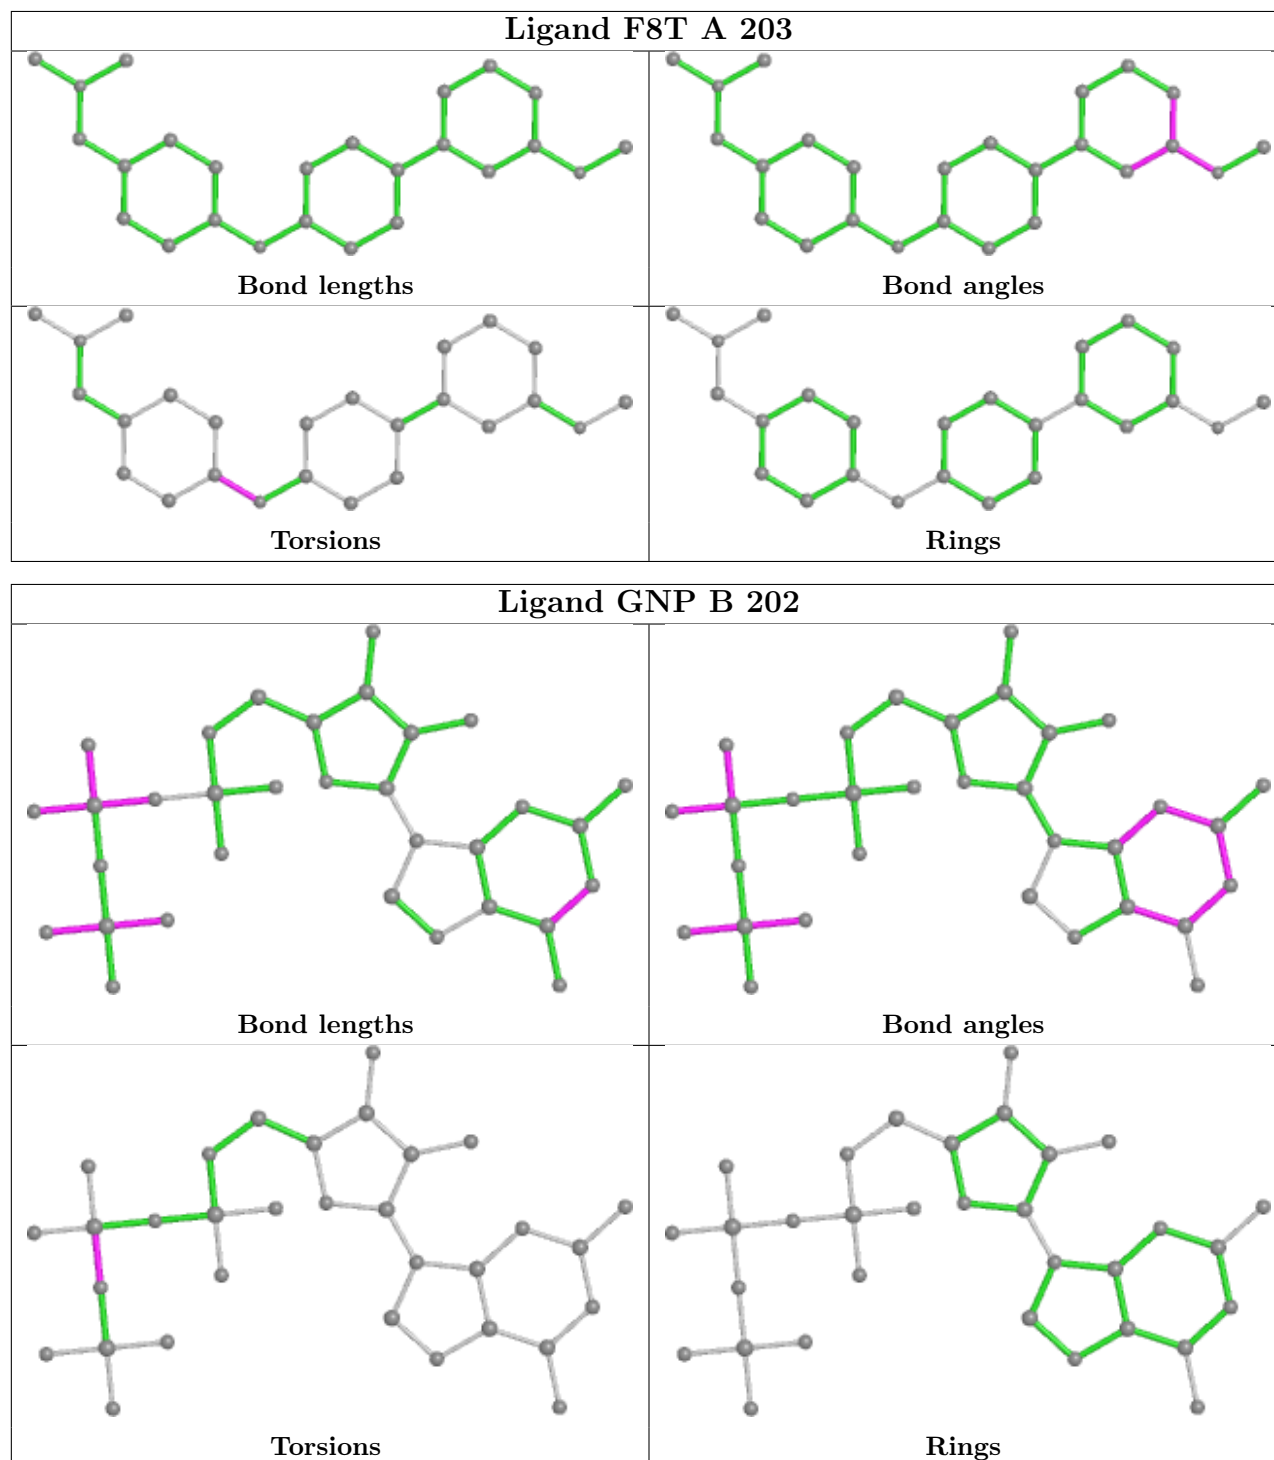 Ligand F8T A 203
Bond lengths
Bond angles
Torsions
Rings
Ligand GNP B 202
Bond lengths
Bond angles
Torsions
Rings